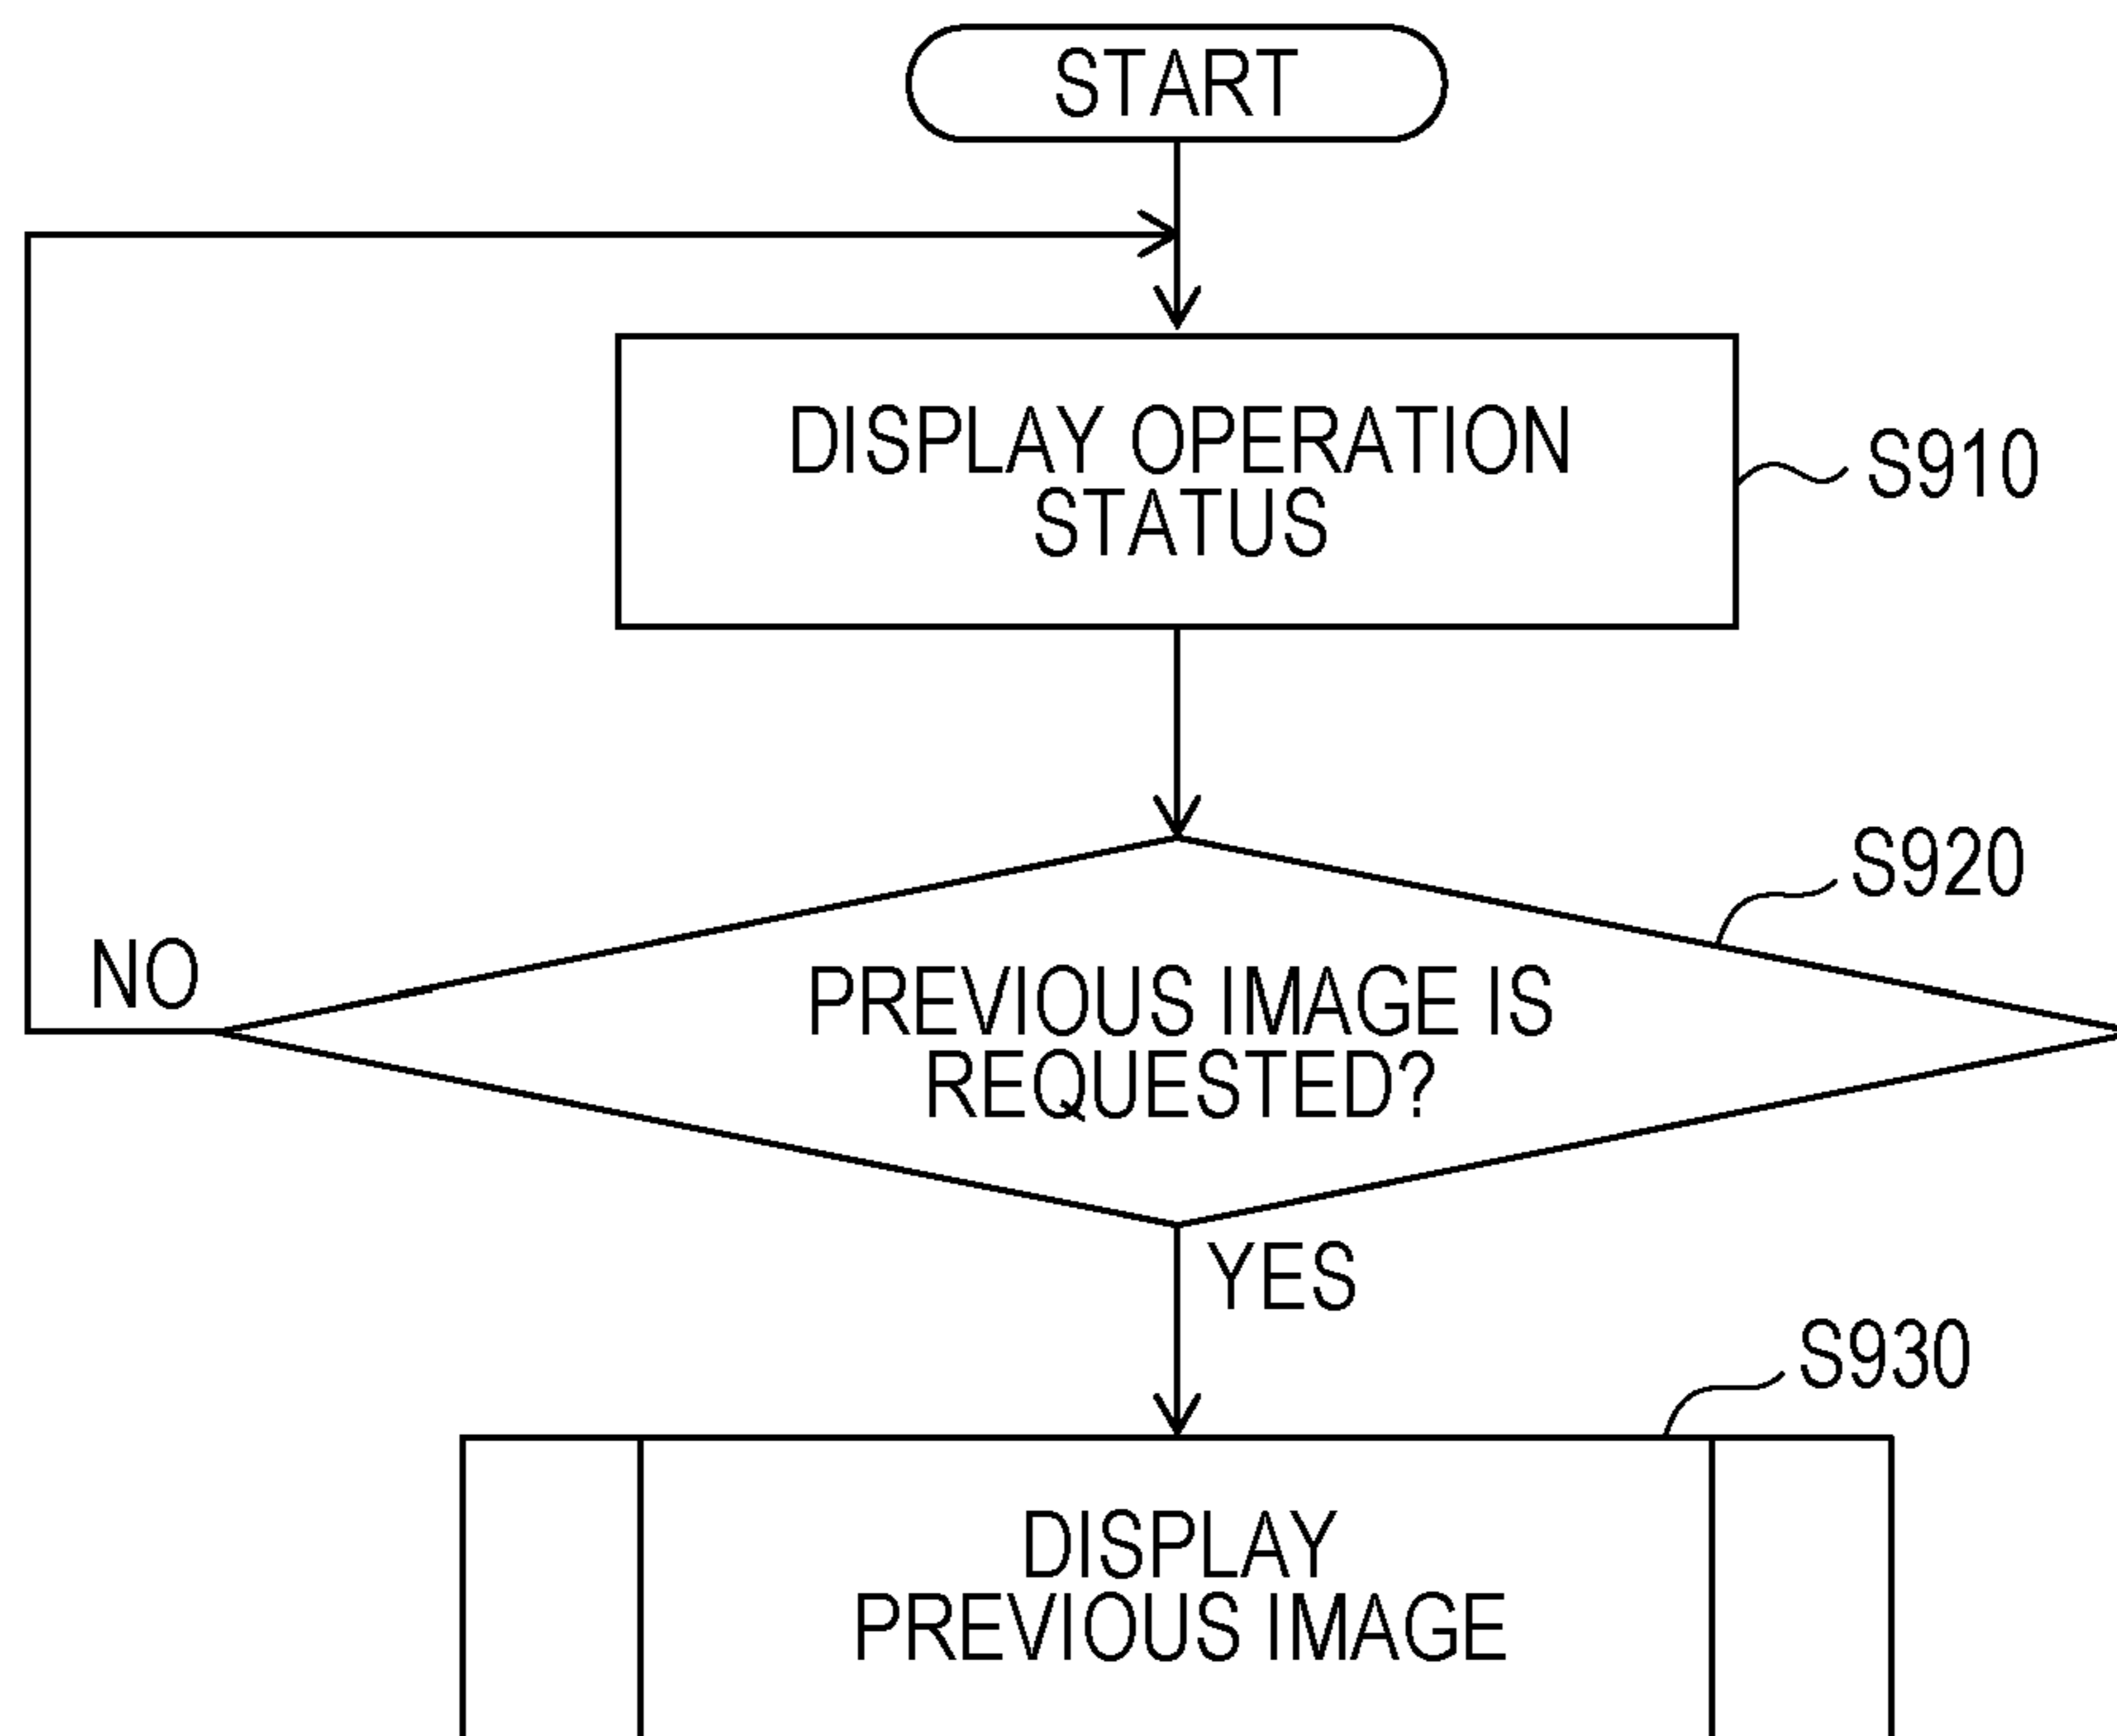 START
DISPLAY OPERATION
STATUS
S910
S920
NO
PREVIOUS IMAGE IS
REQUESTED?
YES
S930
DISPLAY
PREVIOUS IMAGE